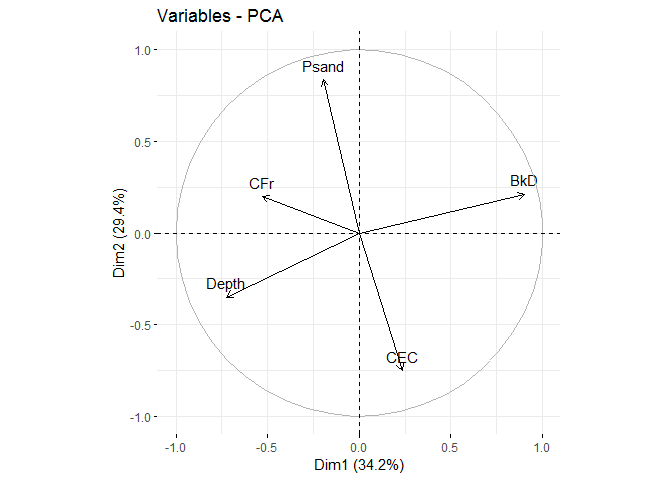 Variables - PCA
1.0
0.5
0.0
-0.5
-1.0
Dim2 (29.4%)
Psand
BkD
CFr
Depth
CEC
-1.0 -0.5 0.0 0.5 1.0
Dim1 (34.2%)